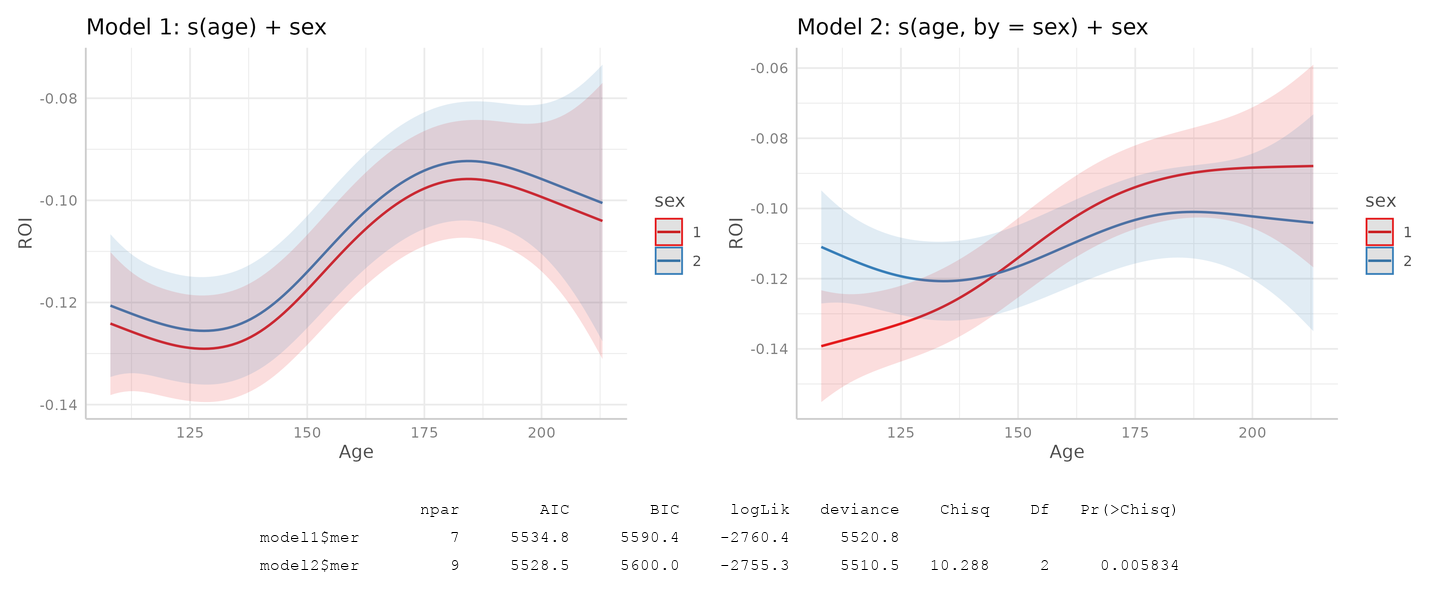 Model 1: s(age) + sex
-0.08
-0.10
-0.12
-0.14
ROI
125 150 175 200
Age
sex
1
2
Model 2: s(age, by = sex) + sex
-0.06
-0.08
-0.10
-0.12
-0.14
ROI
125 150 175 200
Age
sex
1
2
npar AIC BIC logLik deviance Chisq Df Pr(>Chisq)
model1$mer 7 5534.8 5590.4 -2760.4 5520.8
model2$mer 9 5528.5 5600.0 -2755.3 5510.5 10.288 2 0.005834